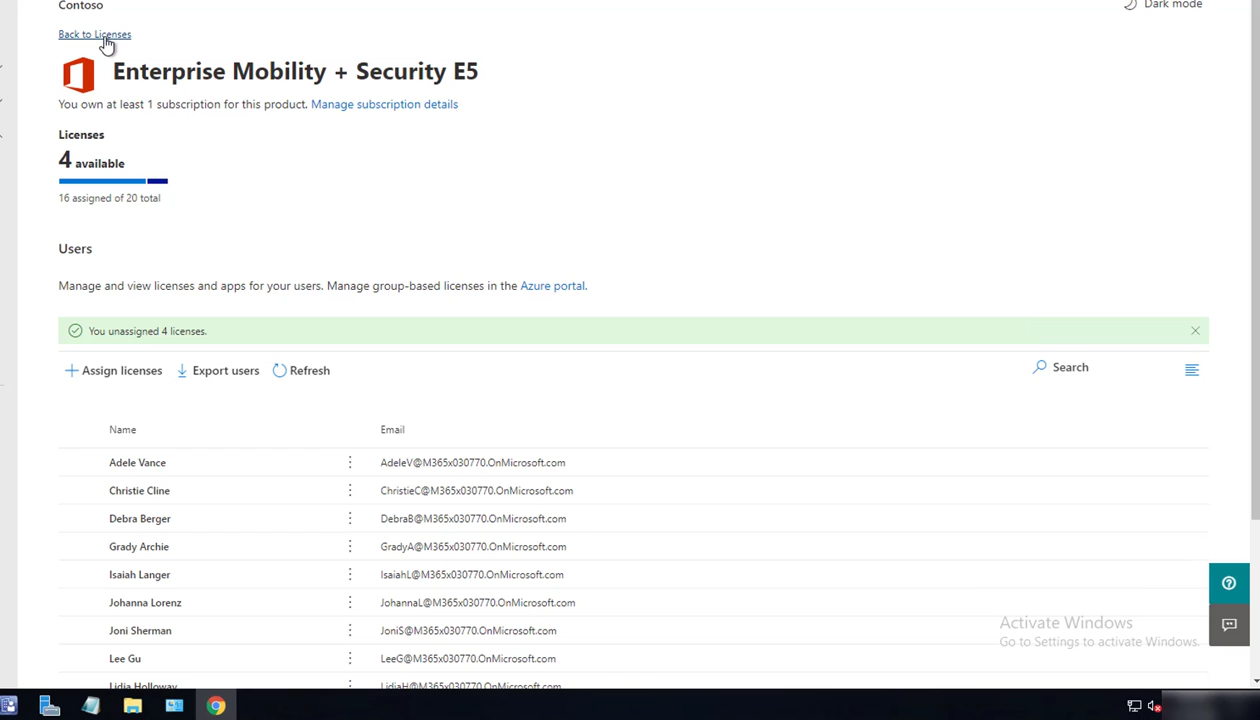 Contoso
Dark mode
Back to Licenses
Enterprise Mobility + Security E5
You own at least 1 subscription for this product. Manage subscription details
Licenses
4 available
16 assigned of 20 total
Users
Manage and view licenses and apps for your users. Manage group-based licenses in the Azure portal.
You unassigned 4 licenses.
Assign licenses Export users Refresh Search
Name Email
Adele Vance AdeleV@M365x030770.OnMicrosoft.com
Christie Cline ChristieC@M365x030770.OnMicrosoft.com
Debra Berger DebraB@M365x030770.OnMicrosoft.com
Grady Archie GradyA@M365x030770.OnMicrosoft.com
Isaiah Langer IsaiahL@M365x030770.OnMicrosoft.com
Johanna Lorenz JohannaL@M365x030770.OnMicrosoft.com
Joni Sherman JoniS@M365x030770.OnMicrosoft.com
Lee Gu LeeG@M365x030770.OnMicrosoft.com
Lidia Holloway LidiaH@M365x030770.OnMicrosoft.com
Activate Windows
Go to Settings to activate Windows.